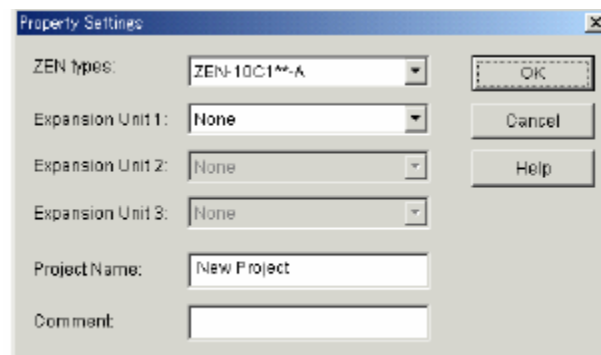 Property Settings
ZEN types: ZEN-10C1**-A OK
Expansion Unit 1: None Cancel
Expansion Unit 2: None Help
Expansion Unit 3: None
Project Name: New Project
Comment: